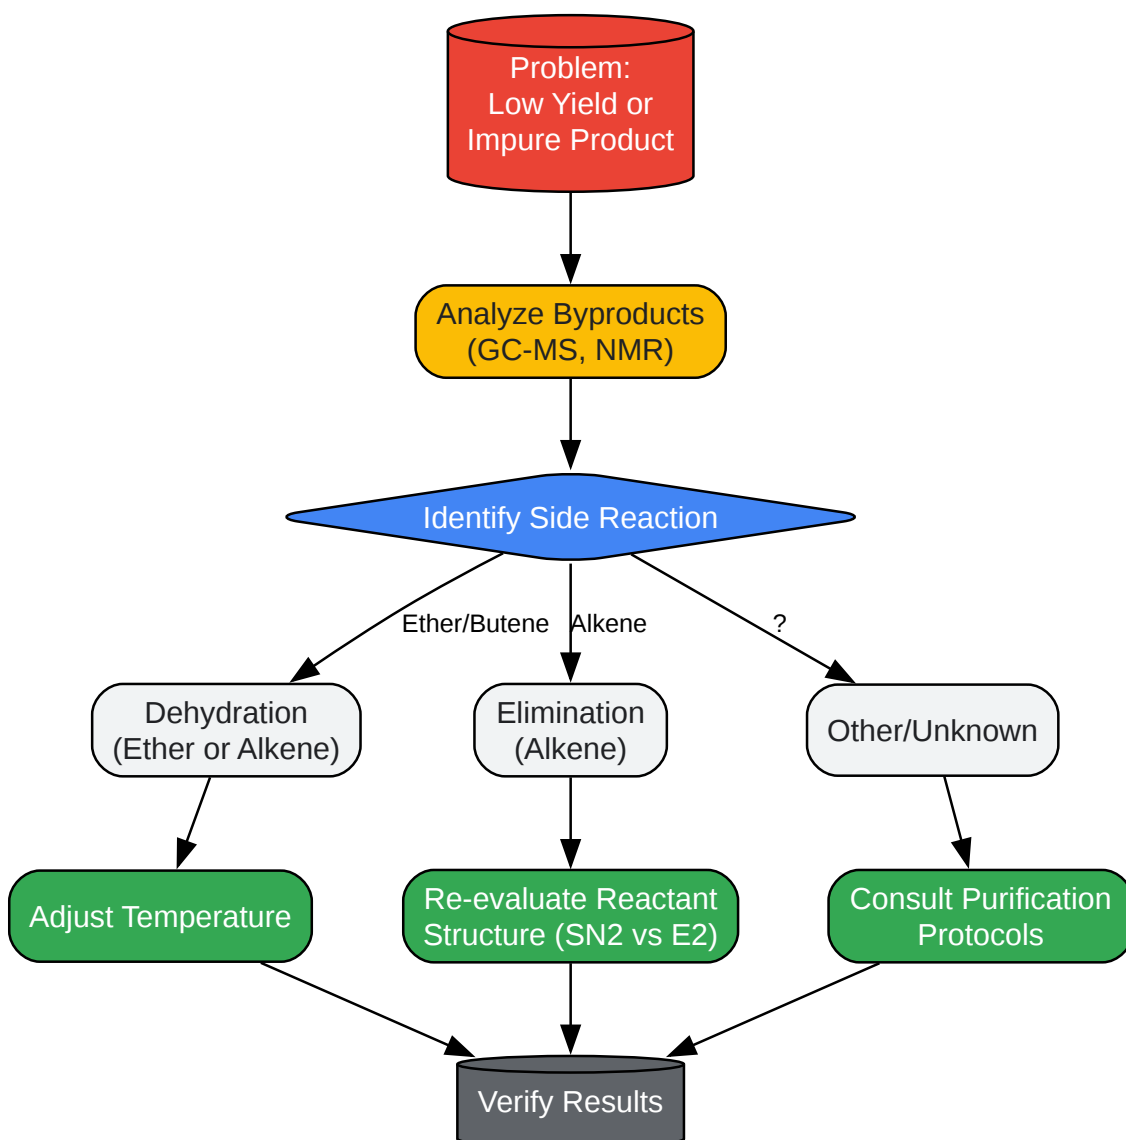 Problem:
Low Yield or
Impure Product
Analyze Byproducts
(GC-MS, NMR)
Identify Side Reaction
Ether/Butene
Alkene
?
Dehydration
(Ether or Alkene)
Elimination
(Alkene)
Other/Unknown
Adjust Temperature
Re-evaluate Reactant
Structure (SN2 vs E2)
Consult Purification
Protocols
Verify Results